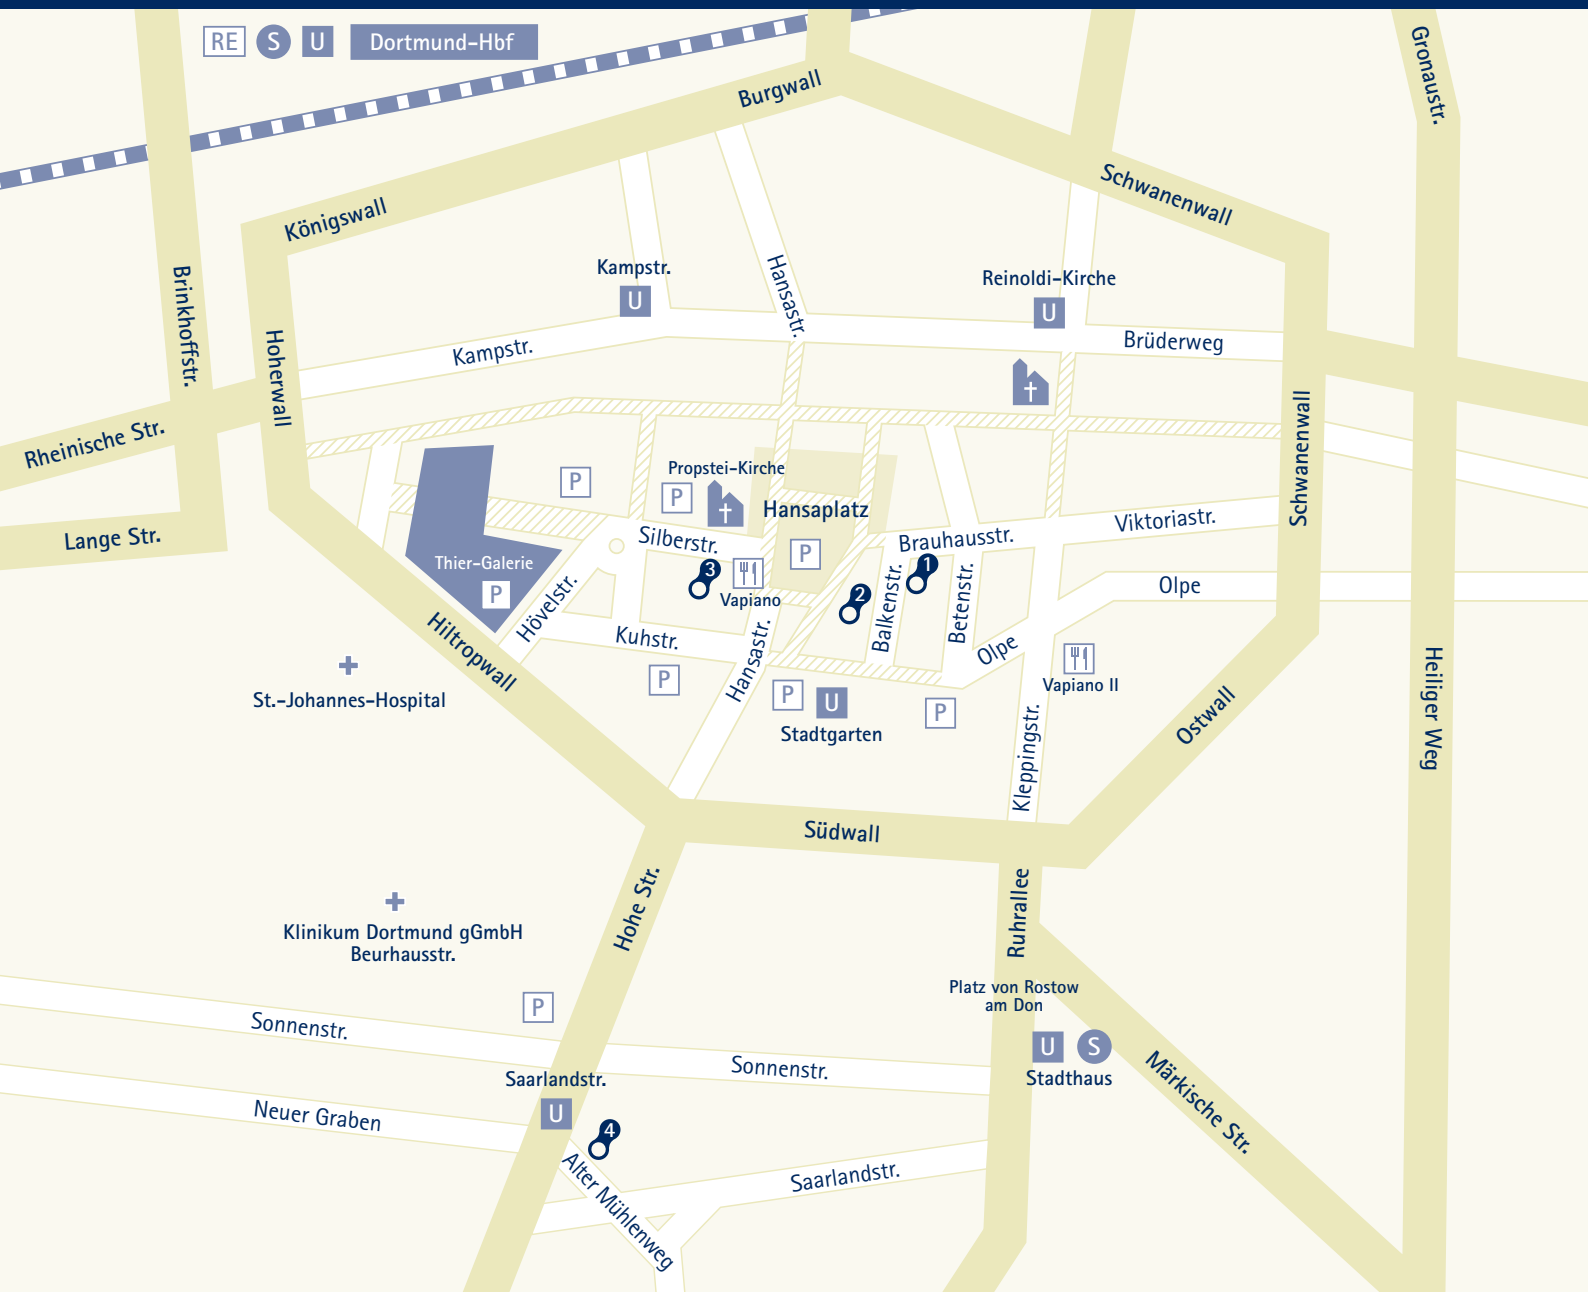 RE S U Dortmund-Hbf
Gronaustr.
Burgwall
Schwanenwall
Königswall
Kampstr.
U
Hansastr.
Reinoldi-Kirche
U
Brinkhoffstr.
Hoherwall
Kampstr.
Brüderweg
Rheinische Str.
Schwanenwall
Propstei-Kirche
P
P
Hansaplatz
Viktoriastr.
Lange Str.
Silberstr.
Brauhausstr.
P
Thier-Galerie
P
3
Vapiano
2
1
Balkenstr.
Betenstr.
Olpe
Hövelstr.
Kuhstr.
Hansastr.
Olpe
Hiltropwall
St.-Johannes-Hospital
P
P
U
Stadtgarten
P
Vapiano II
Kleppingstr.
Ostwall
Heiliger Weg
Südwall
Hohe Str.
Ruhrallee
Klinikum Dortmund gGmbH
Beurhausstr.
Platz von Rostow
am Don
P
Sonnenstr.
U S
Stadthaus
Sonnenstr.
Märkische Str.
Saarlandstr.
U
Neuer Graben
4
Alter Mühlenweg
Saarlandstr.